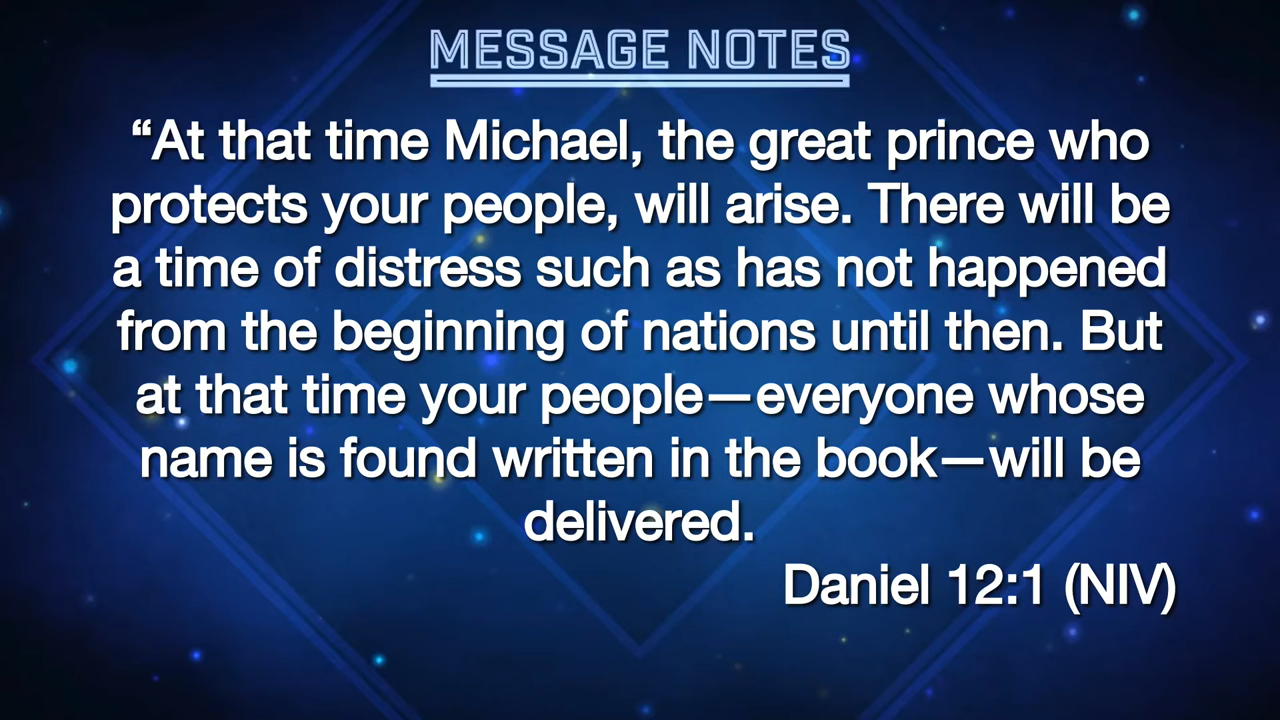 MESSAGE NOTES
“At that time Michael, the great prince who
protects your people, will arise. There will be
a time of distress such as has not happened
from the beginning of nations until then. But
at that time your people—everyone whose
name is found written in the book—will be
delivered.
Daniel 12:1 (NIV)